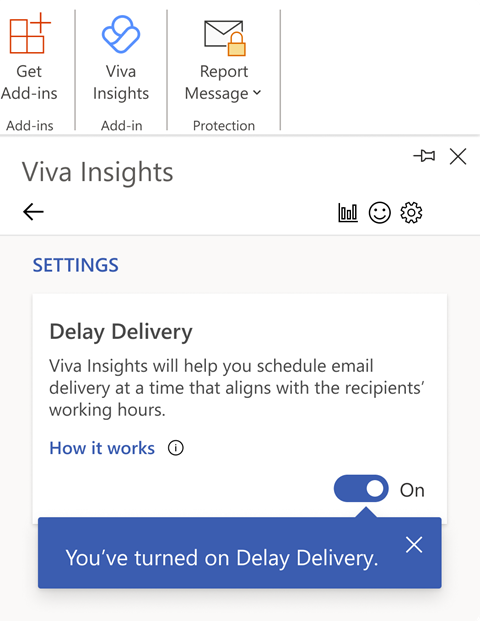 Get
Add-ins
Viva
Insights
Report
Message
Add-ins
Add-in
Protection
Viva Insights
SETTINGS
Delay Delivery
Viva Insights will help you schedule email
delivery at a time that aligns with the recipients’
working hours.
How it works
On
You’ve turned on Delay Delivery.